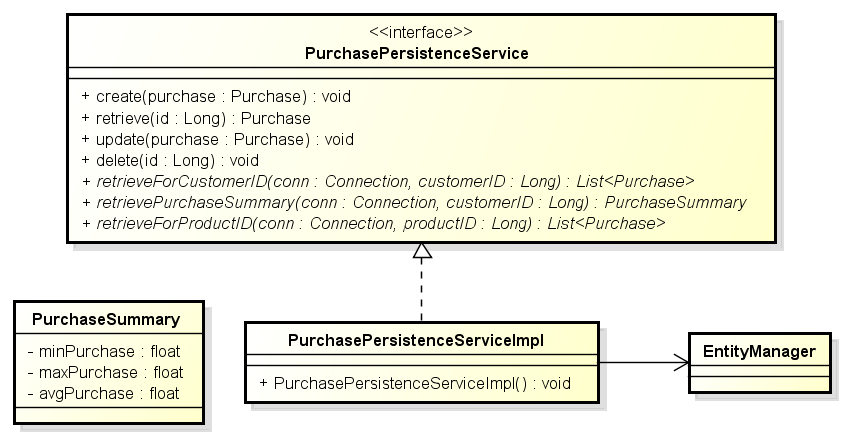 <<interface>>
PurchasePersistenceService
+ create(purchase : Purchase) : void
+ retrieve(id : Long) : Purchase
+ update(purchase : Purchase) : void
+ delete(id : Long) : void
+ retrieveForCustomerID(conn : Connection, customerID : Long) : List<Purchase>
+ retrievePurchaseSummary(conn : Connection, customerID : Long) : PurchaseSummary
+ retrieveForProductID(conn : Connection, productID : Long) : List<Purchase>
PurchaseSummary
- minPurchase : float
- maxPurchase : float
- avgPurchase : float
PurchasePersistenceServiceImpl
+ PurchasePersistenceServiceImpl() : void
EntityManager